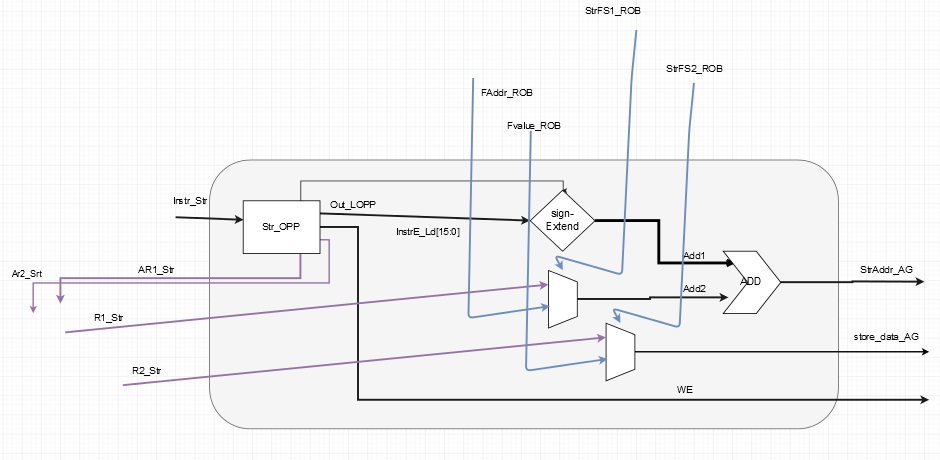 StrFS1_ROB
StrFS2_ROB
FAddr_ROB
Fvalue_ROB
Instr_Str
Out_LOPP
sign-
Extend
Str_OPP
InstrE_Ld[15:0]
Add1
Ar2_Srt
AR1_Str
StrAddr_AG
ADD
Add2
R1_Str
store_data_AG
R2_Str
WE